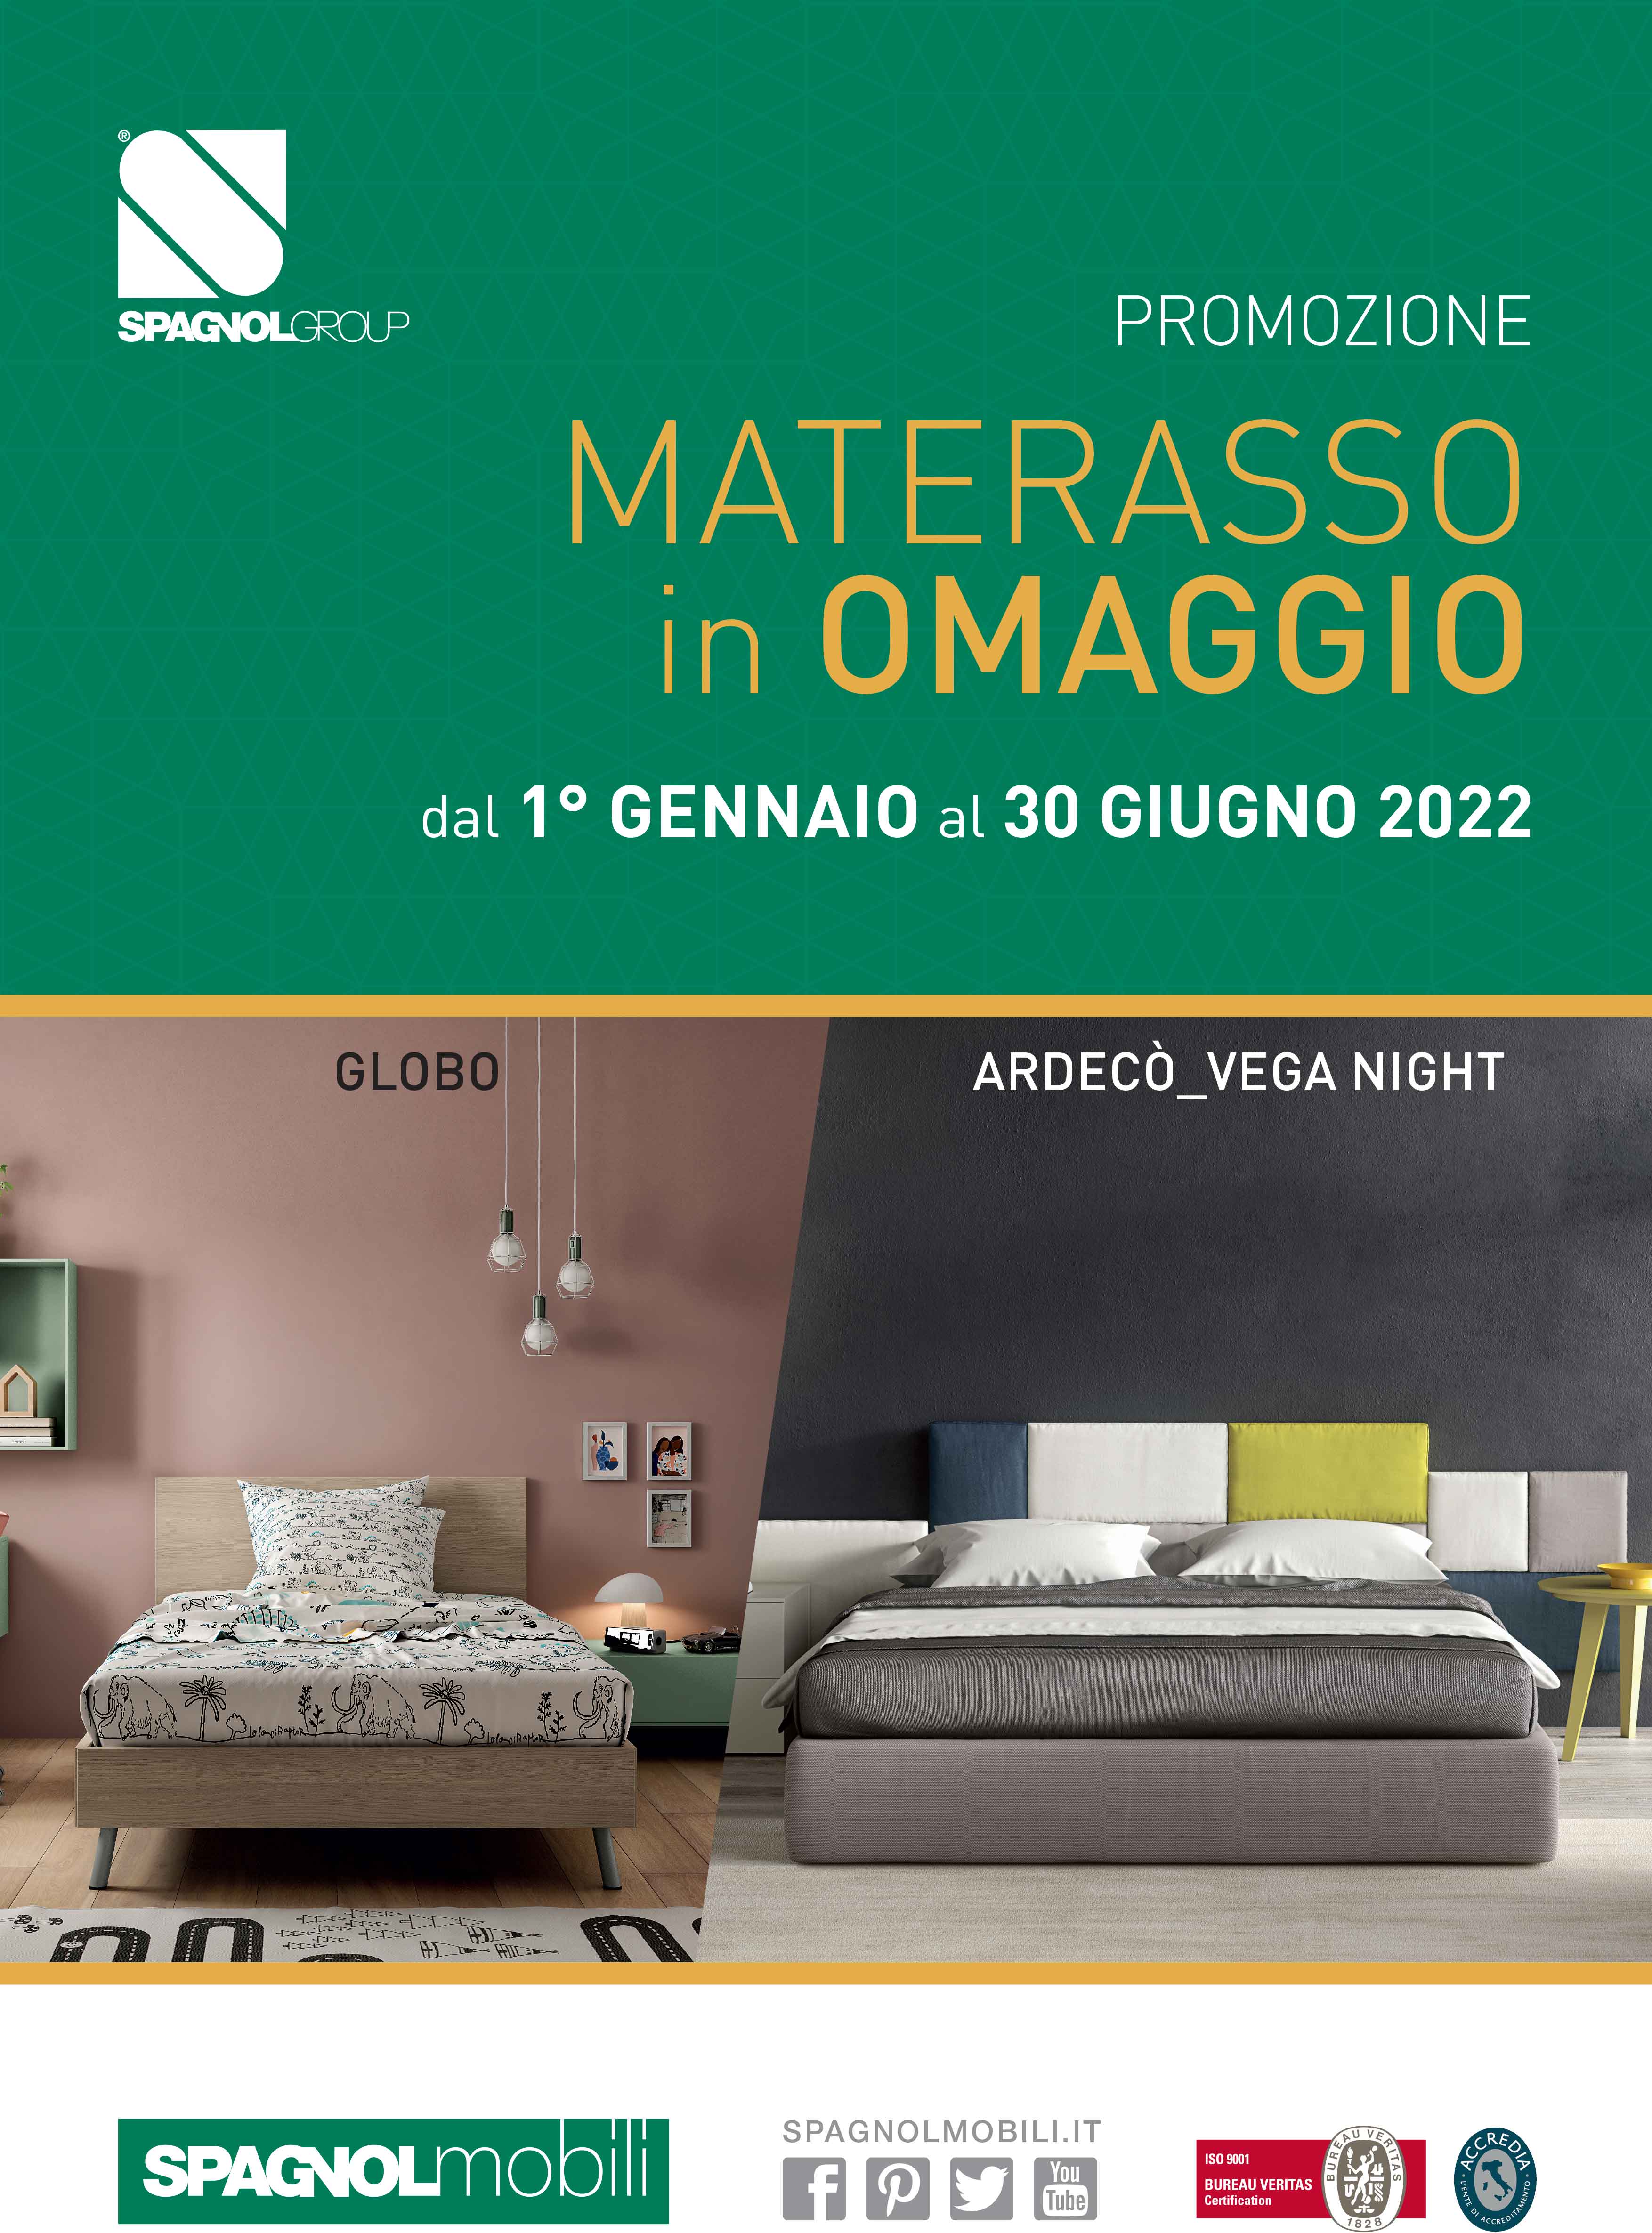 ®
SPAGNOLGROUP
PROMOZIONE
MATERASSO
in OMAGGIO
dal 1° GENNAIO al 30 GIUGNO 2022
GLOBO
ARDECÒ_VEGA NIGHT
SPAGNOLmobili
SPAGNOLMOBILI.IT
You
Tube
ISO 9001
BUREAU VERITAS
Certification
BUREAU VERITAS
1828
ACCREDIA
L'ENTE DI ACCREDITAMENTO